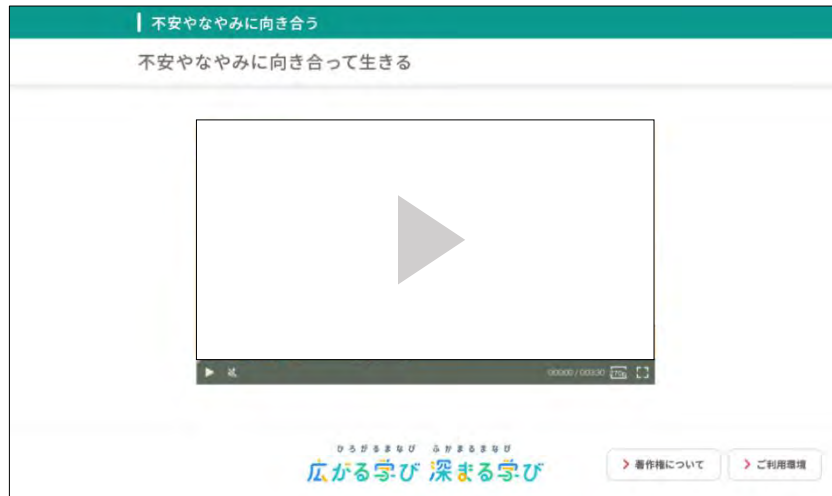 不安やなやみに向き合う
不安やなやみに向き合って生きる
ひろがるまなび ふかまるまなび
広がる学び 深まる学び
著作権について
ご利用環境